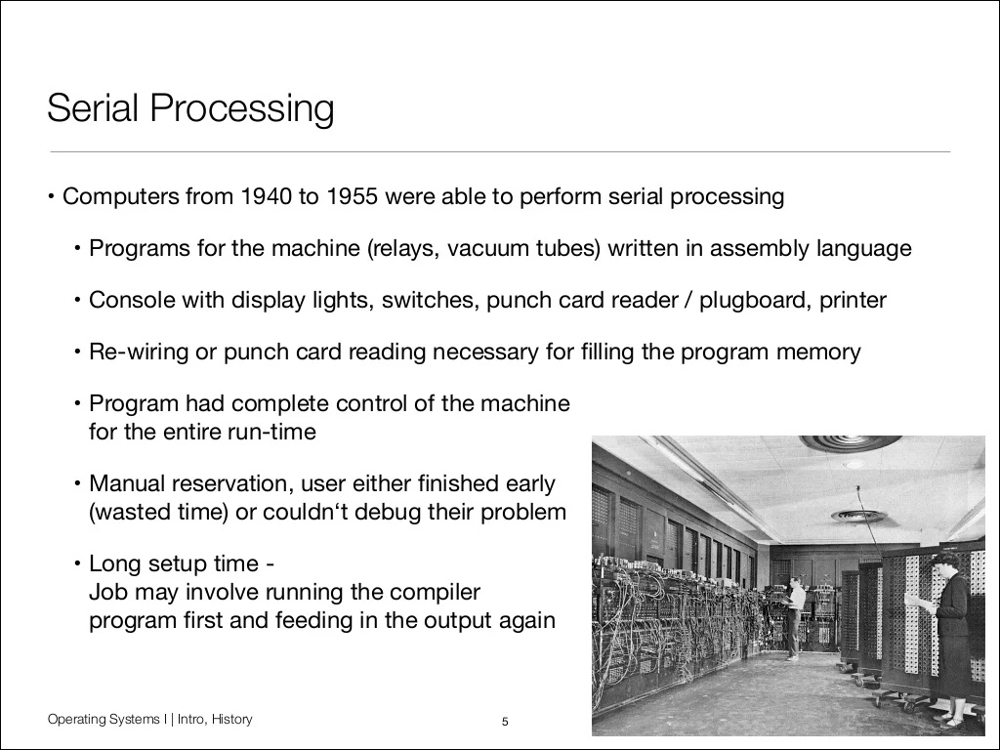 Serial Processing
• Computers from 1940 to 1955 were able to perform serial processing
• Programs for the machine (relays, vacuum tubes) written in assembly language
• Console with display lights, switches, punch card reader / plugboard, printer
• Re-wiring or punch card reading necessary for filling the program memory
• Program had complete control of the machine
for the entire run-time
• Manual reservation, user either finished early
(wasted time) or couldn‘t debug their problem
• Long setup time -
Job may involve running the compiler
program first and feeding in the output again
Operating Systems I | Intro, History
5